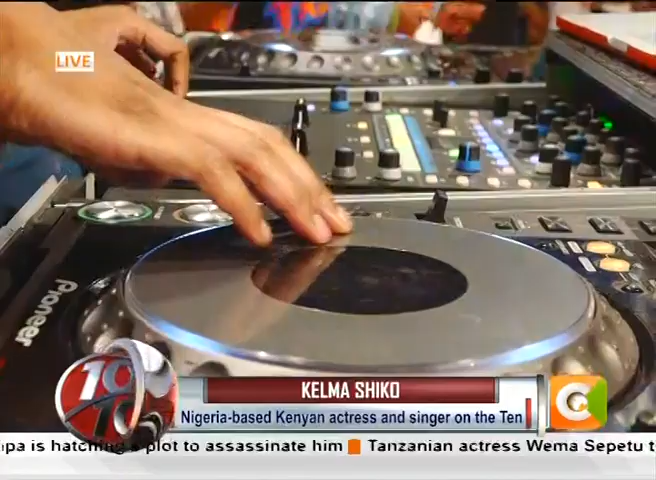 LIVE
Pioneer
10
KELMA SHIKO
Nigeria-based Kenyan actress and singer on the Ten
is hatching a plot to assassinate him Tanzanian actress Wema Sepetu